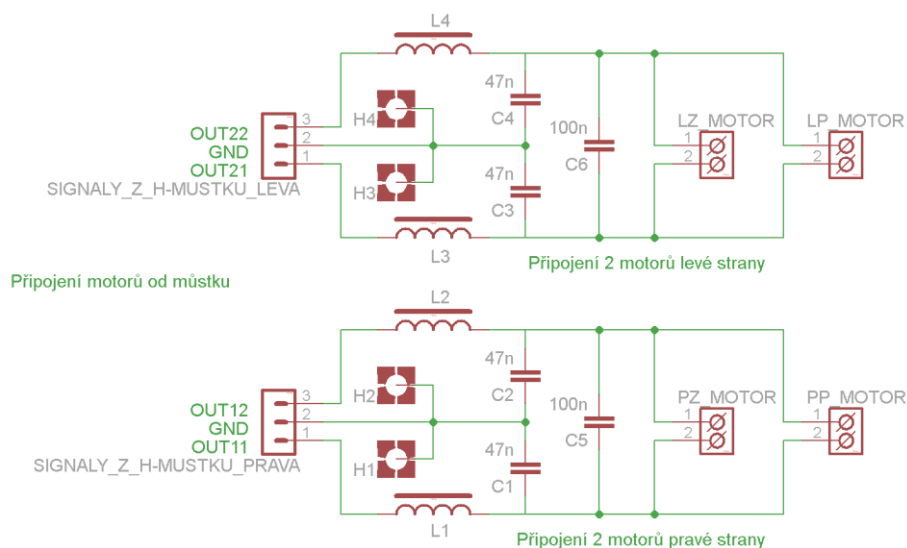 L4
47n
C4
H4
100n
C6
LZ_MOTOR
LP_MOTOR
OUT22
GND
OUT21
3
2
1
1
2
1
2
SIGNALY_Z_H-MUSTKU_LEVA
H3
47n
C3
L3
Připojení 2 motorů levé strany
Připojení motorů od můstku
L2
47n
C2
H2
100n
C5
PZ_MOTOR
PP_MOTOR
OUT12
GND
OUT11
3
2
1
1
2
1
2
SIGNALY_Z_H-MUSTKU_PRAVA
H1
47n
C1
L1
Připojení 2 motorů pravé strany